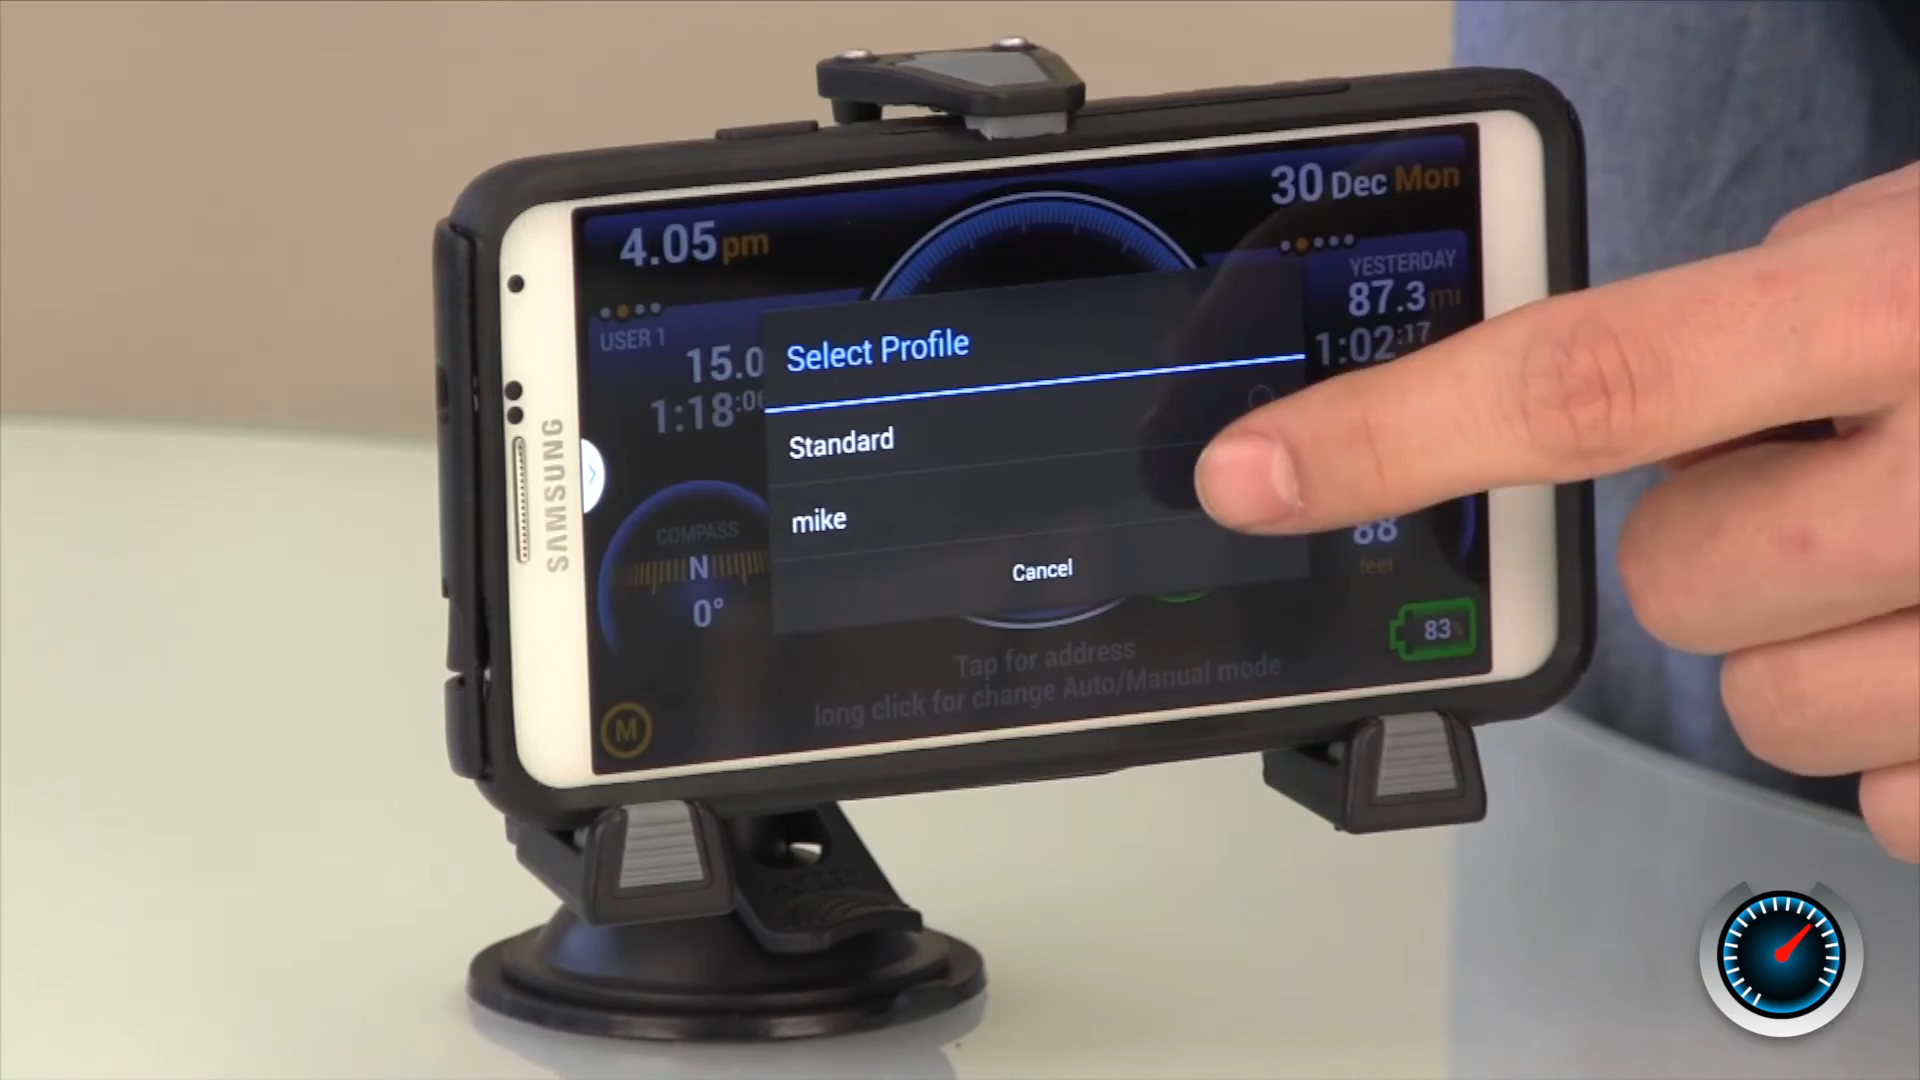 SAMSUNG
4.05 pm
30 Dec Mon
USER 1
15.0
1:18:06
YESTERDAY
87.3 mi
1:02:17
Select Profile
Standard
mike
Cancel
COMPASS
N
0°
88
feet
83
Tap for address
long click for change Auto/Manual mode
M